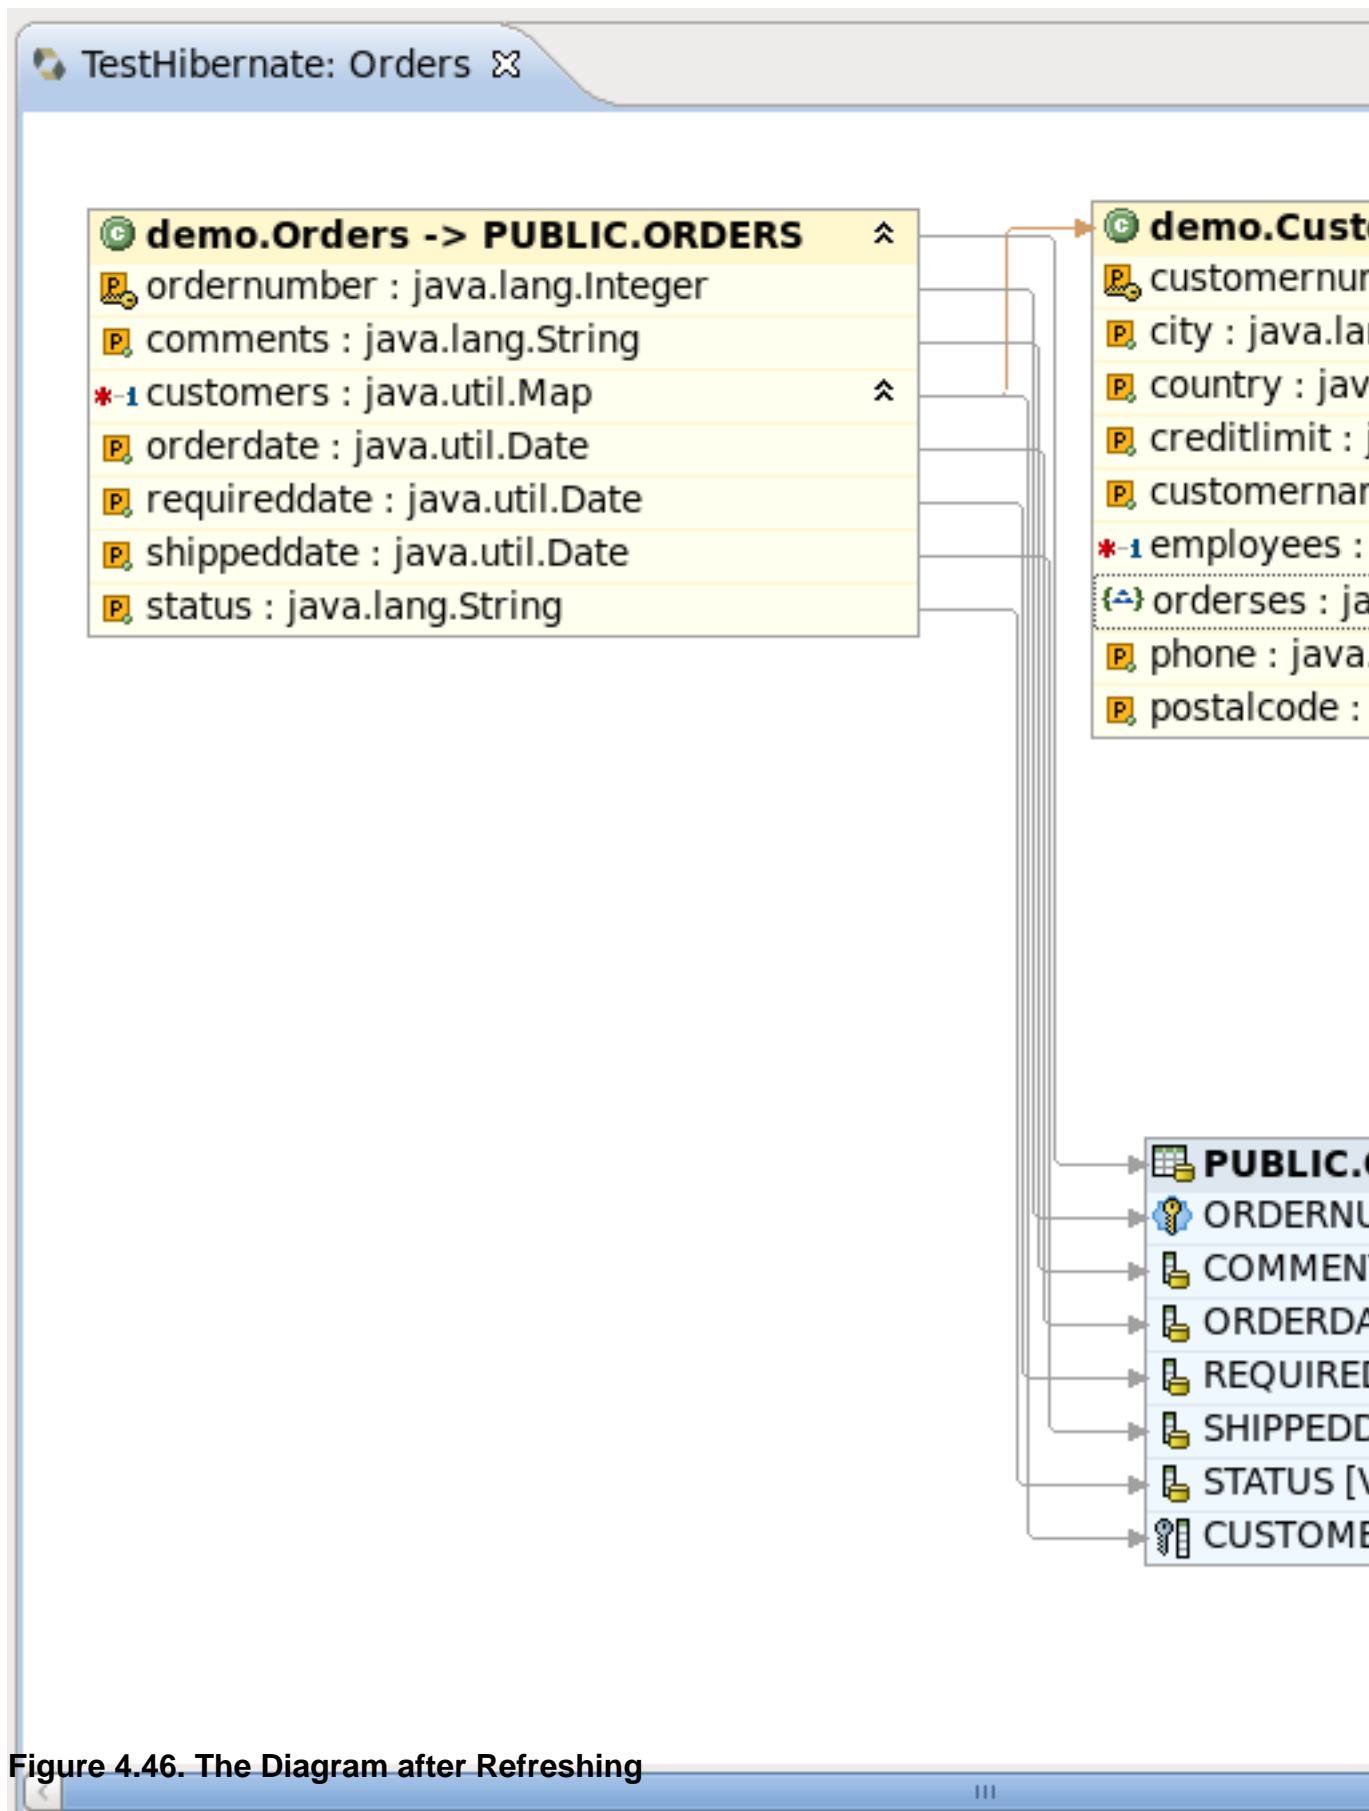 TestHibernate: Orders
demo.Orders -> PUBLIC.ORDERS
ordernumber : java.lang.Integer
comments : java.lang.String
customers : java.util.Map
orderdate : java.util.Date
requireddate : java.util.Date
shippeddate : java.util.Date
status : java.lang.String
demo.Cust
customernu
city : java.la
country : jav
creditlimit : j
customerna
employees :
orderses : ja
phone : java.
postalcode :
PUBLIC.
ORDERNU
COMMEN
ORDERDA
REQUIRED
SHIPPEDD
STATUS [V
CUSTOME
Figure 4.46. The Diagram after Refreshing